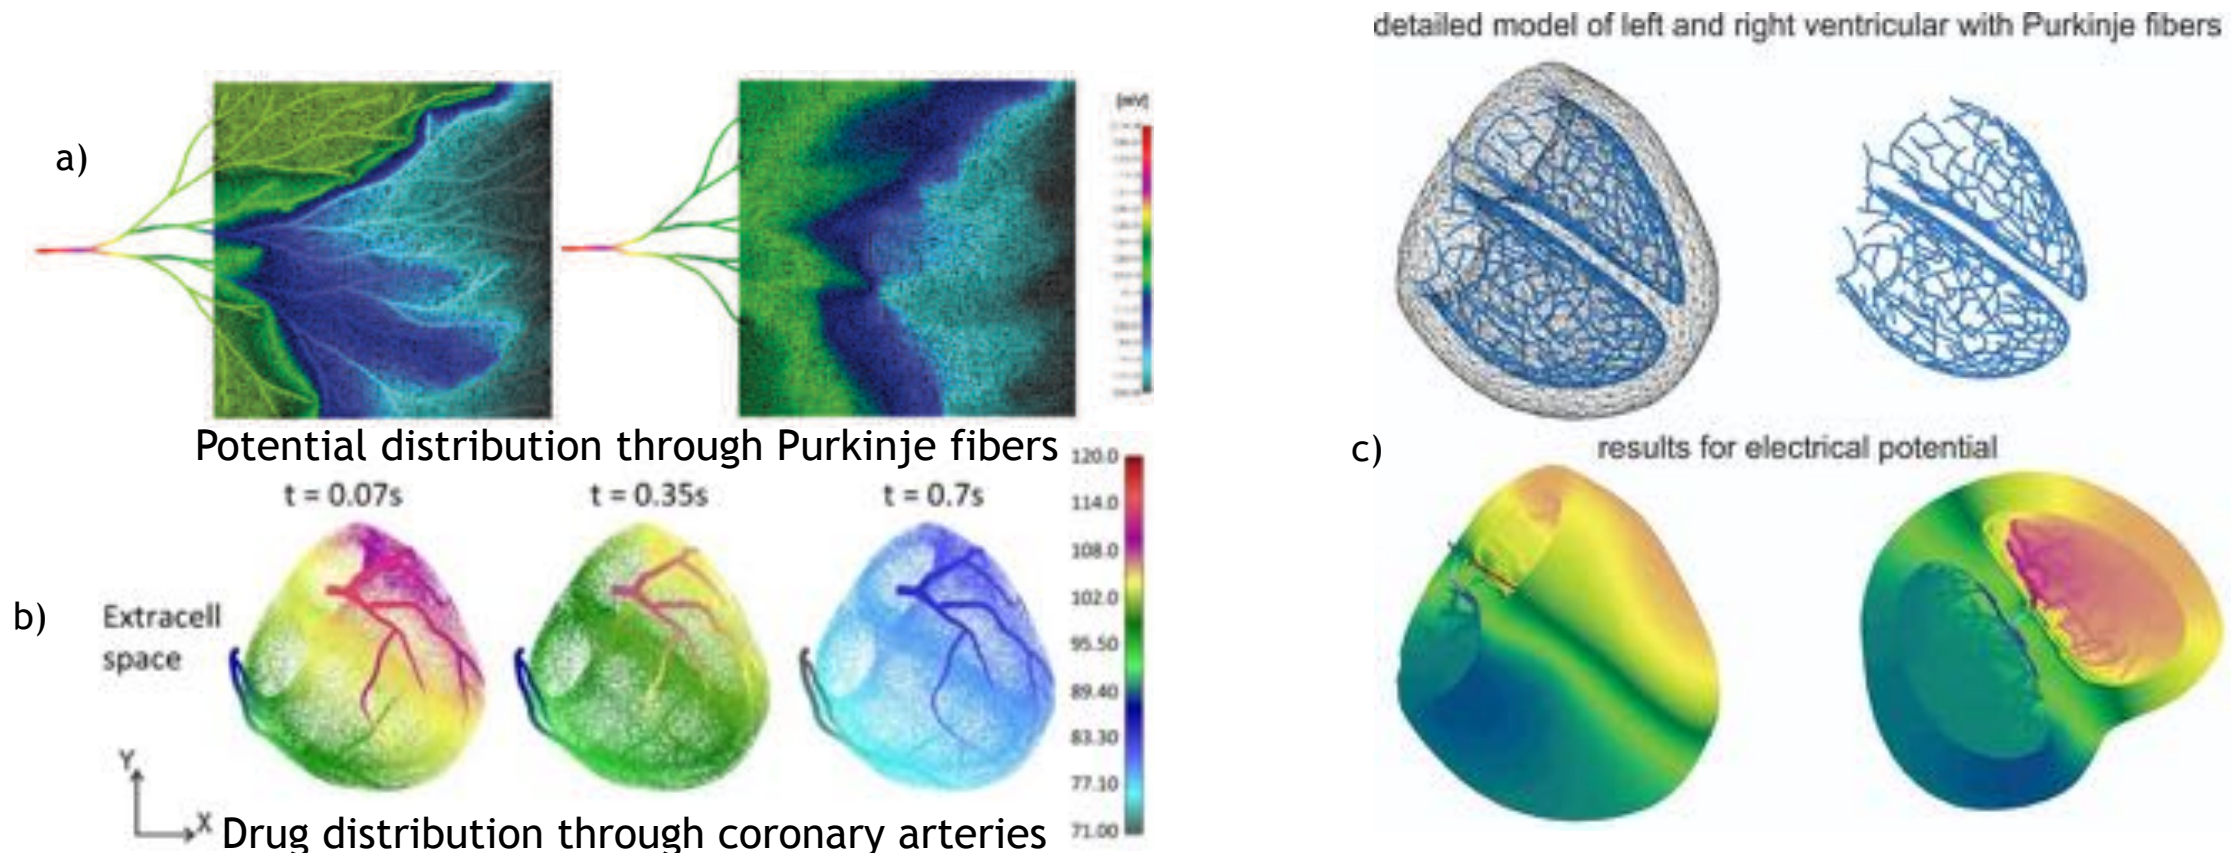 detailed model of left and right ventricular with Purkinje fibers
a)
[mV]
Potential distribution through Purkinje fibers
c)
results for electrical potential
t = 0.07s
t = 0.35s
t = 0.7s
120.0
114.0
108.0
102.0
95.50
89.40
83.30
77.10
71.00
b)
Extracell
space
Y
X
Drug distribution through coronary arteries